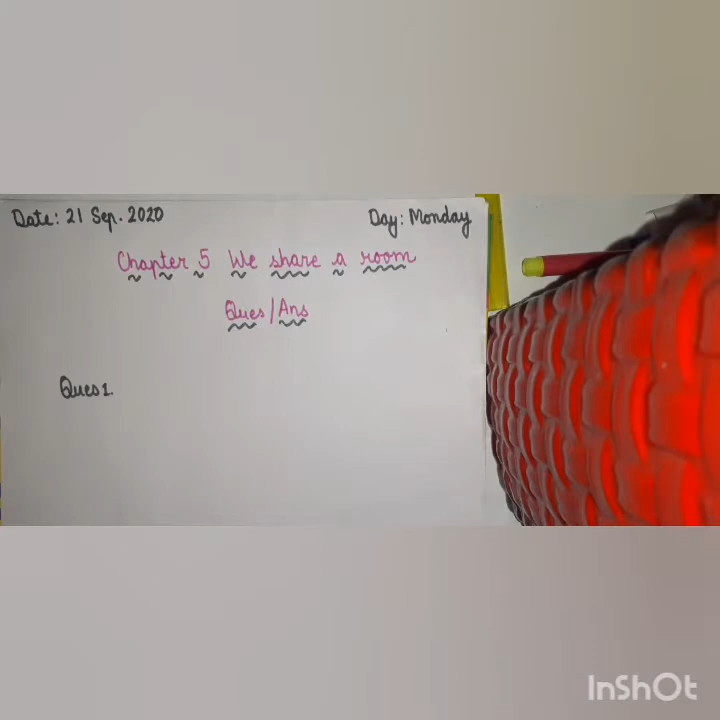 Date: 21 Sep. 2020 Day: Monday
Chapter 5 We share a room
Ques/Ans
Ques 1.
InShOt